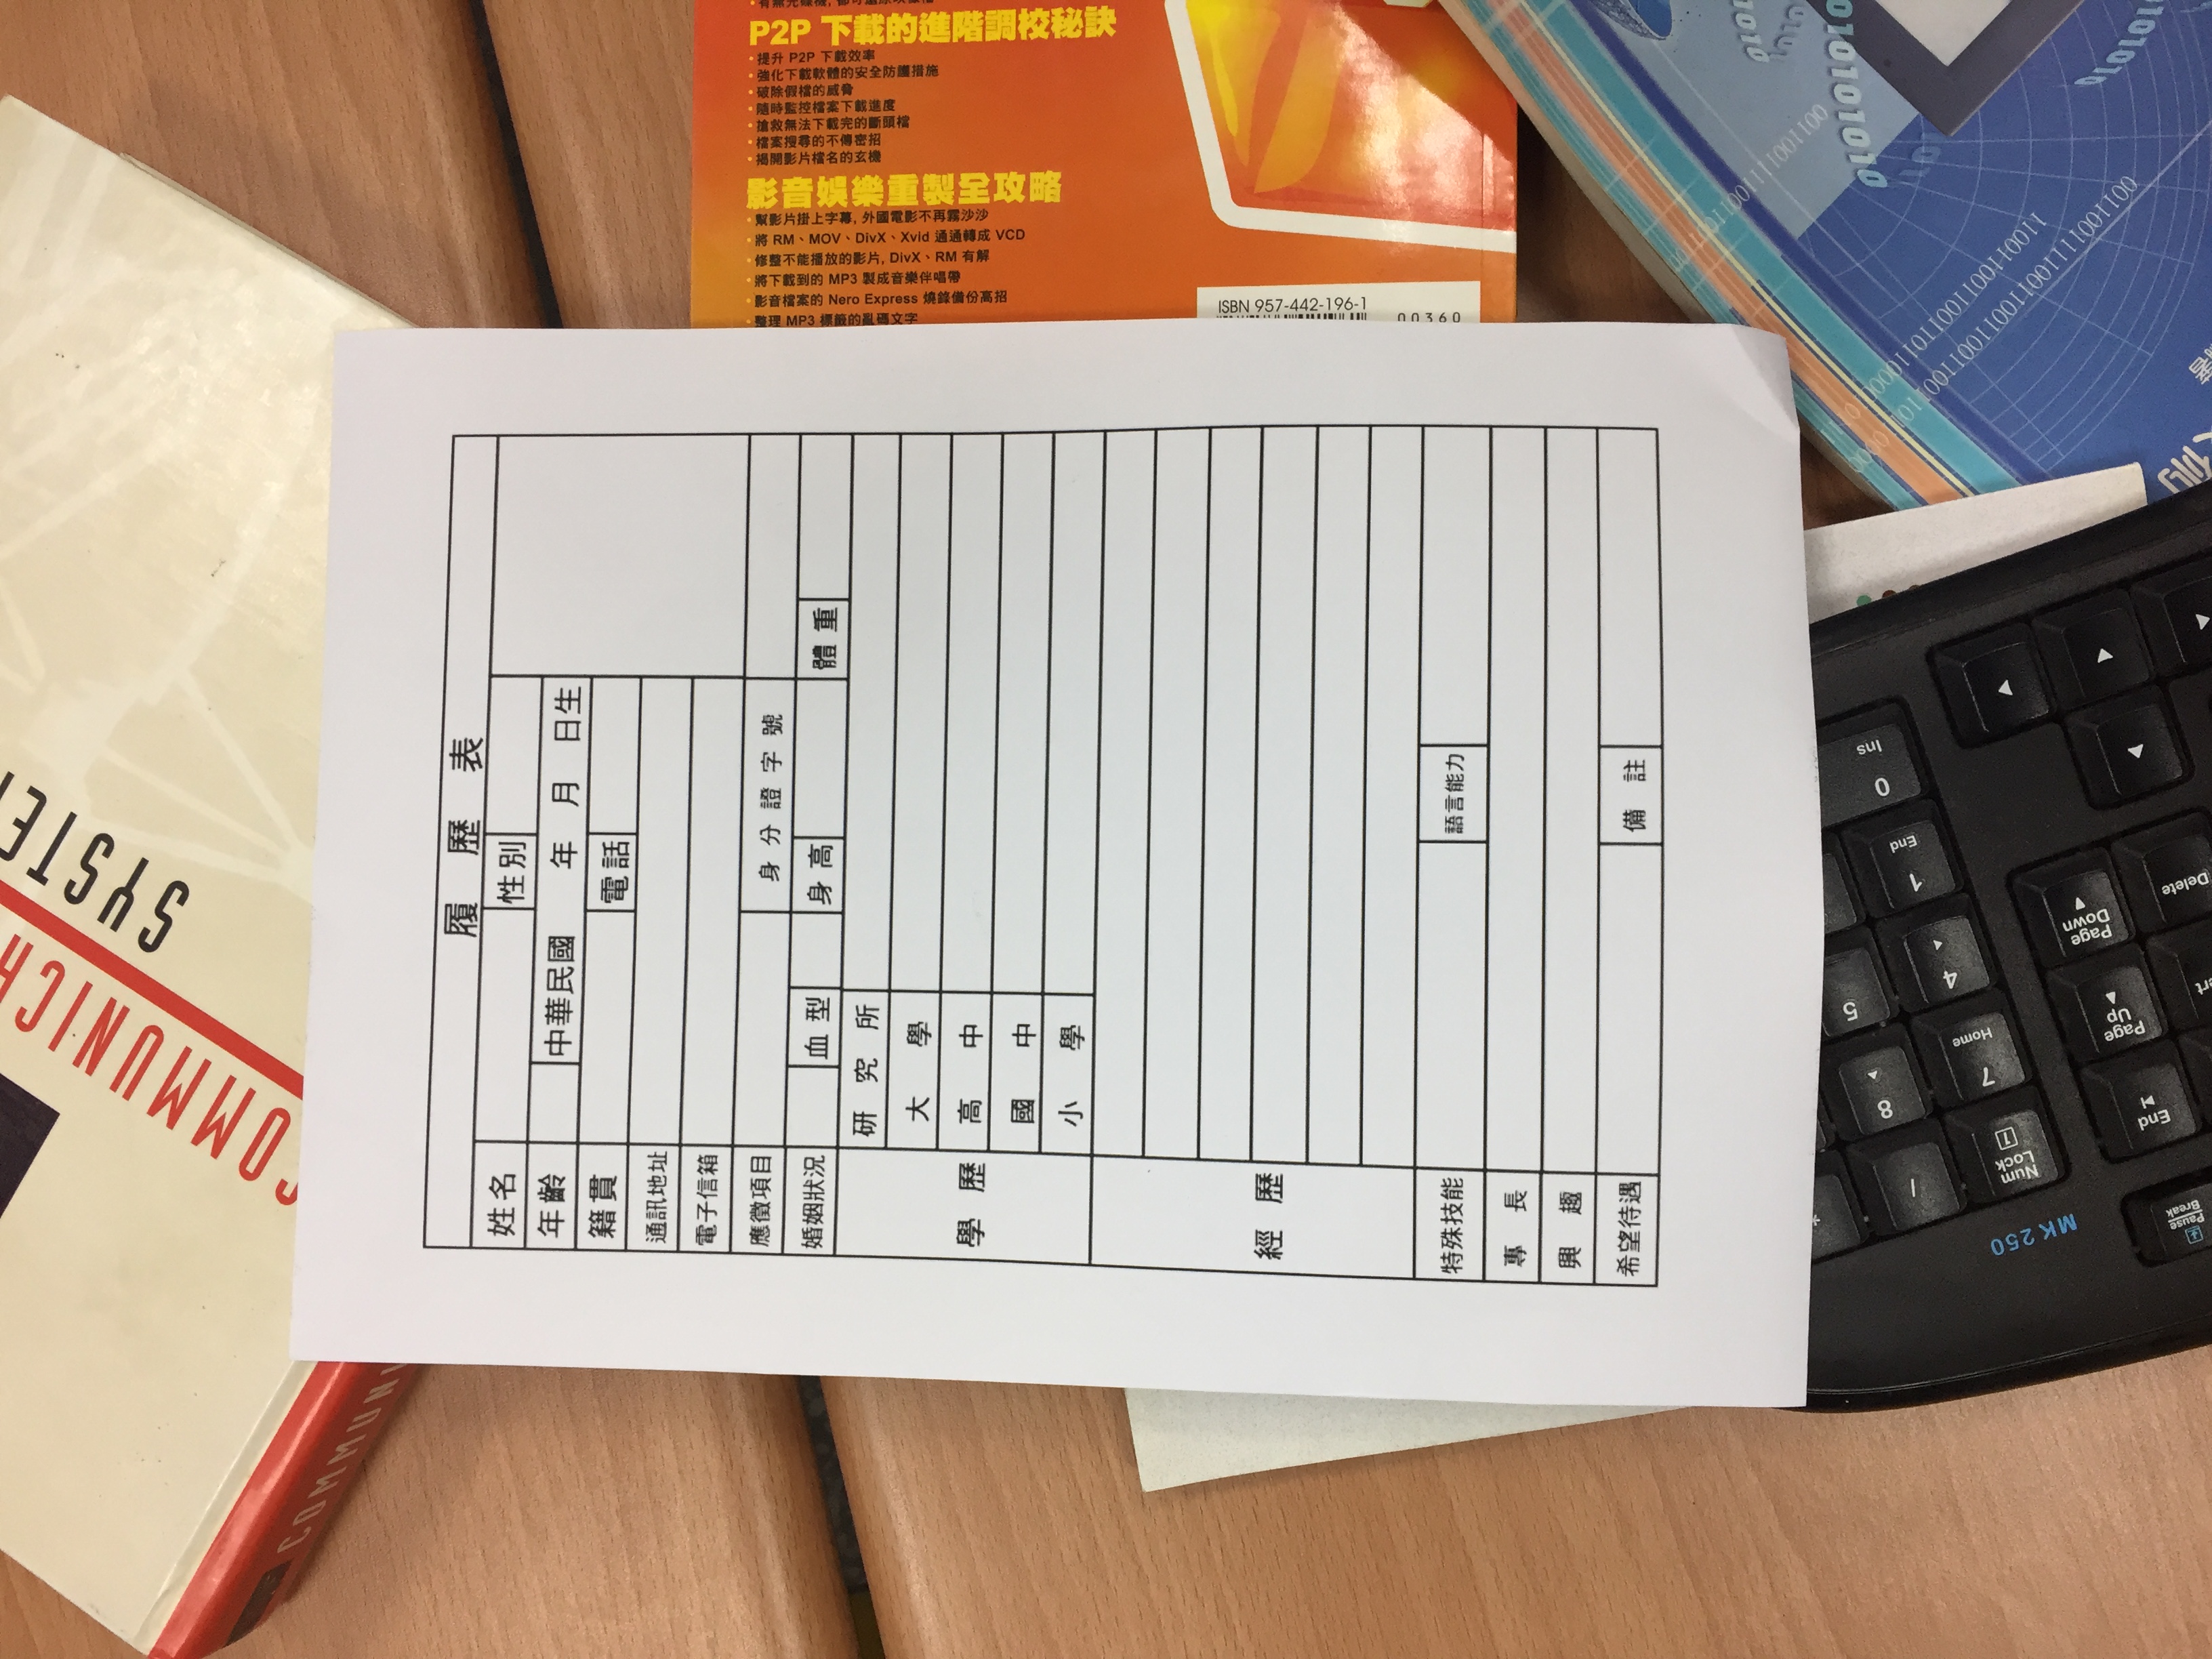 P2P 下載的進階調校秘訣
・提升 P2P 下載效率
・強化下載軟體的安全防護措施
・破除假檔的威脅
・隨時監控檔案下載進度
・搶救無法下載完的斷頭檔
・檔案搜尋的不傳密招
・揭開影片檔名的玄機
影音娛樂重製全攻略
・幫影片掛上字幕, 外國電影不再霧沙沙
・將 RM、MOV、DivX、Xvid 通通轉成 VCD
・修整不能播放的影片, DivX、RM 有解
・將下載到的 MP3 製成音樂伴唱帶
・影音檔案的 Nero Express 燒錄備份高招
・整理 MP3 標籤的亂碼文字
ISBN 957-442-196-1
00360
履歷表
姓名 性別
年齡 中華民國 年 月 日生
籍貫 電話
通訊地址
電子信箱
應徵項目 身分證字號
婚姻狀況 血型 身高 體重
學歷 研究所
大學
高中
國中
小學
經歷
特殊技能 語言能力
專長
興趣
希望待遇 備註
SYSTE
COMMUNIC
COMMUN
0 Ins
1 End
Delete
Page Down
4
5
Page Up
7 Home
8
End
Num Lock
/
*
Pause Break
MK250